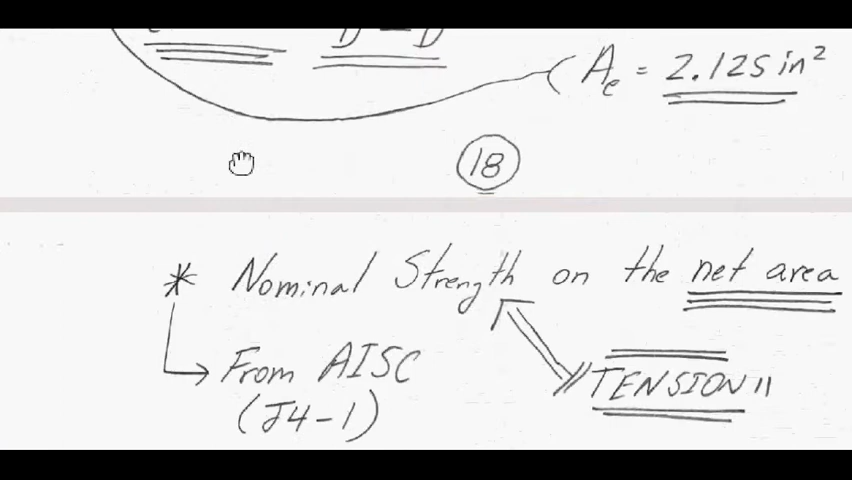 D — D
Ae = 2.125 in²
18
* Nominal Strength on the net area
From AISC
(J4-1)
"TENSION"